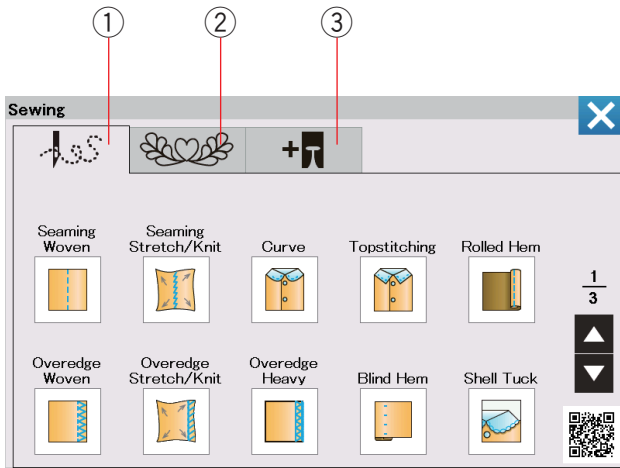 ① ② ③
Sewing
+
Seaming Woven
Seaming Stretch/Knit
Curve
Topstitching
Rolled Hem
1
3
Overedge Woven
Overedge Stretch/Knit
Overedge Heavy
Blind Hem
Shell Tuck